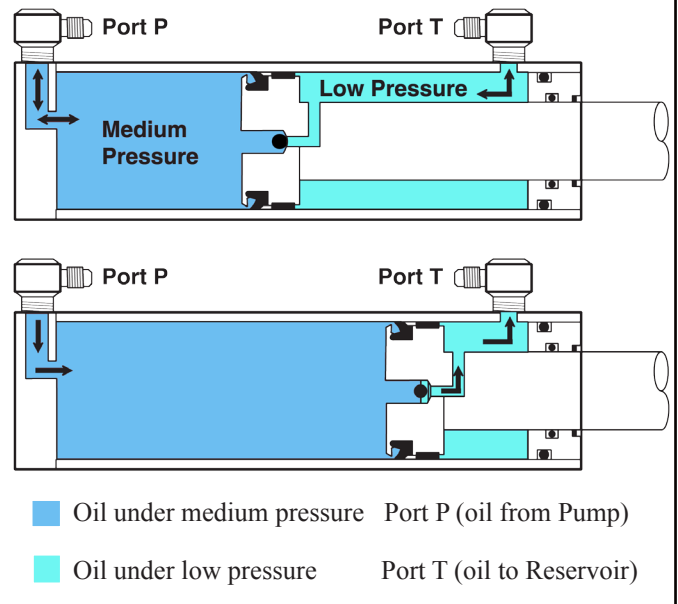 Port P
Port T
Low Pressure
Medium
Pressure
Port P
Port T
Oil under medium pressure Port P (oil from Pump)
Oil under low pressure Port T (oil to Reservoir)